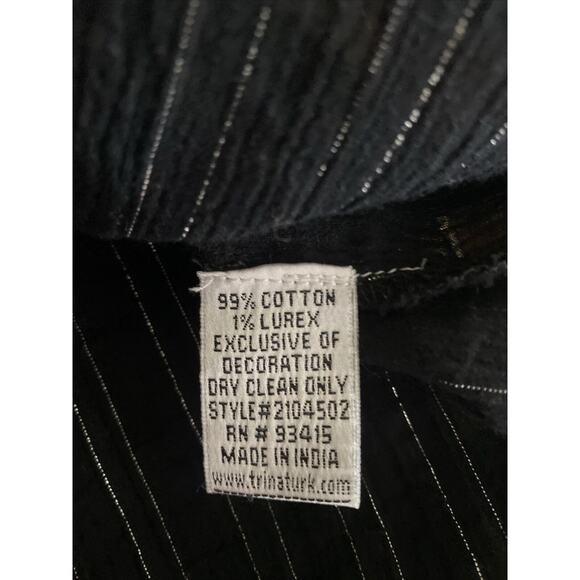 99% COTTON
1% LUREX
EXCLUSIVE OF
DECORATION
DRY CLEAN ONLY
STYLE#2104502
RN # 93415
MADE IN INDIA
www.trinaturk.com